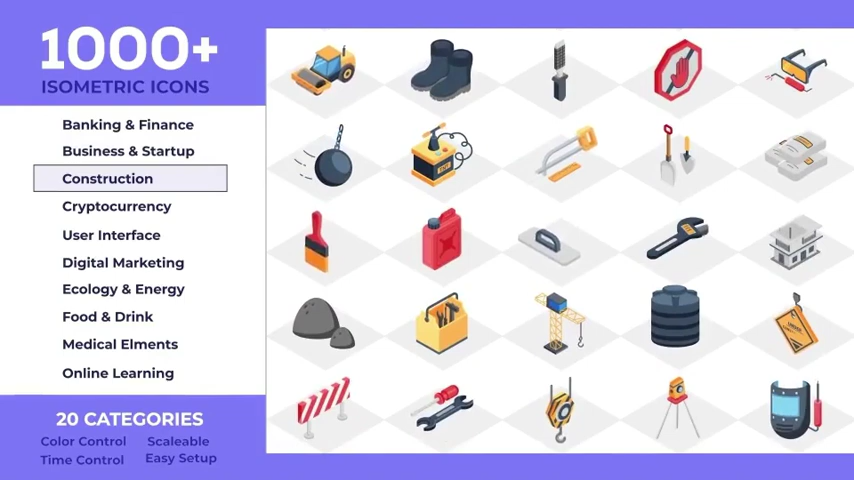 1000+
ISOMETRIC ICONS
Banking & Finance
Business & Startup
Construction
Cryptocurrency
User Interface
Digital Marketing
Ecology & Energy
Food & Drink
Medical Elments
Online Learning
20 CATEGORIES
Color Control
Scaleable
Time Control
Easy Setup